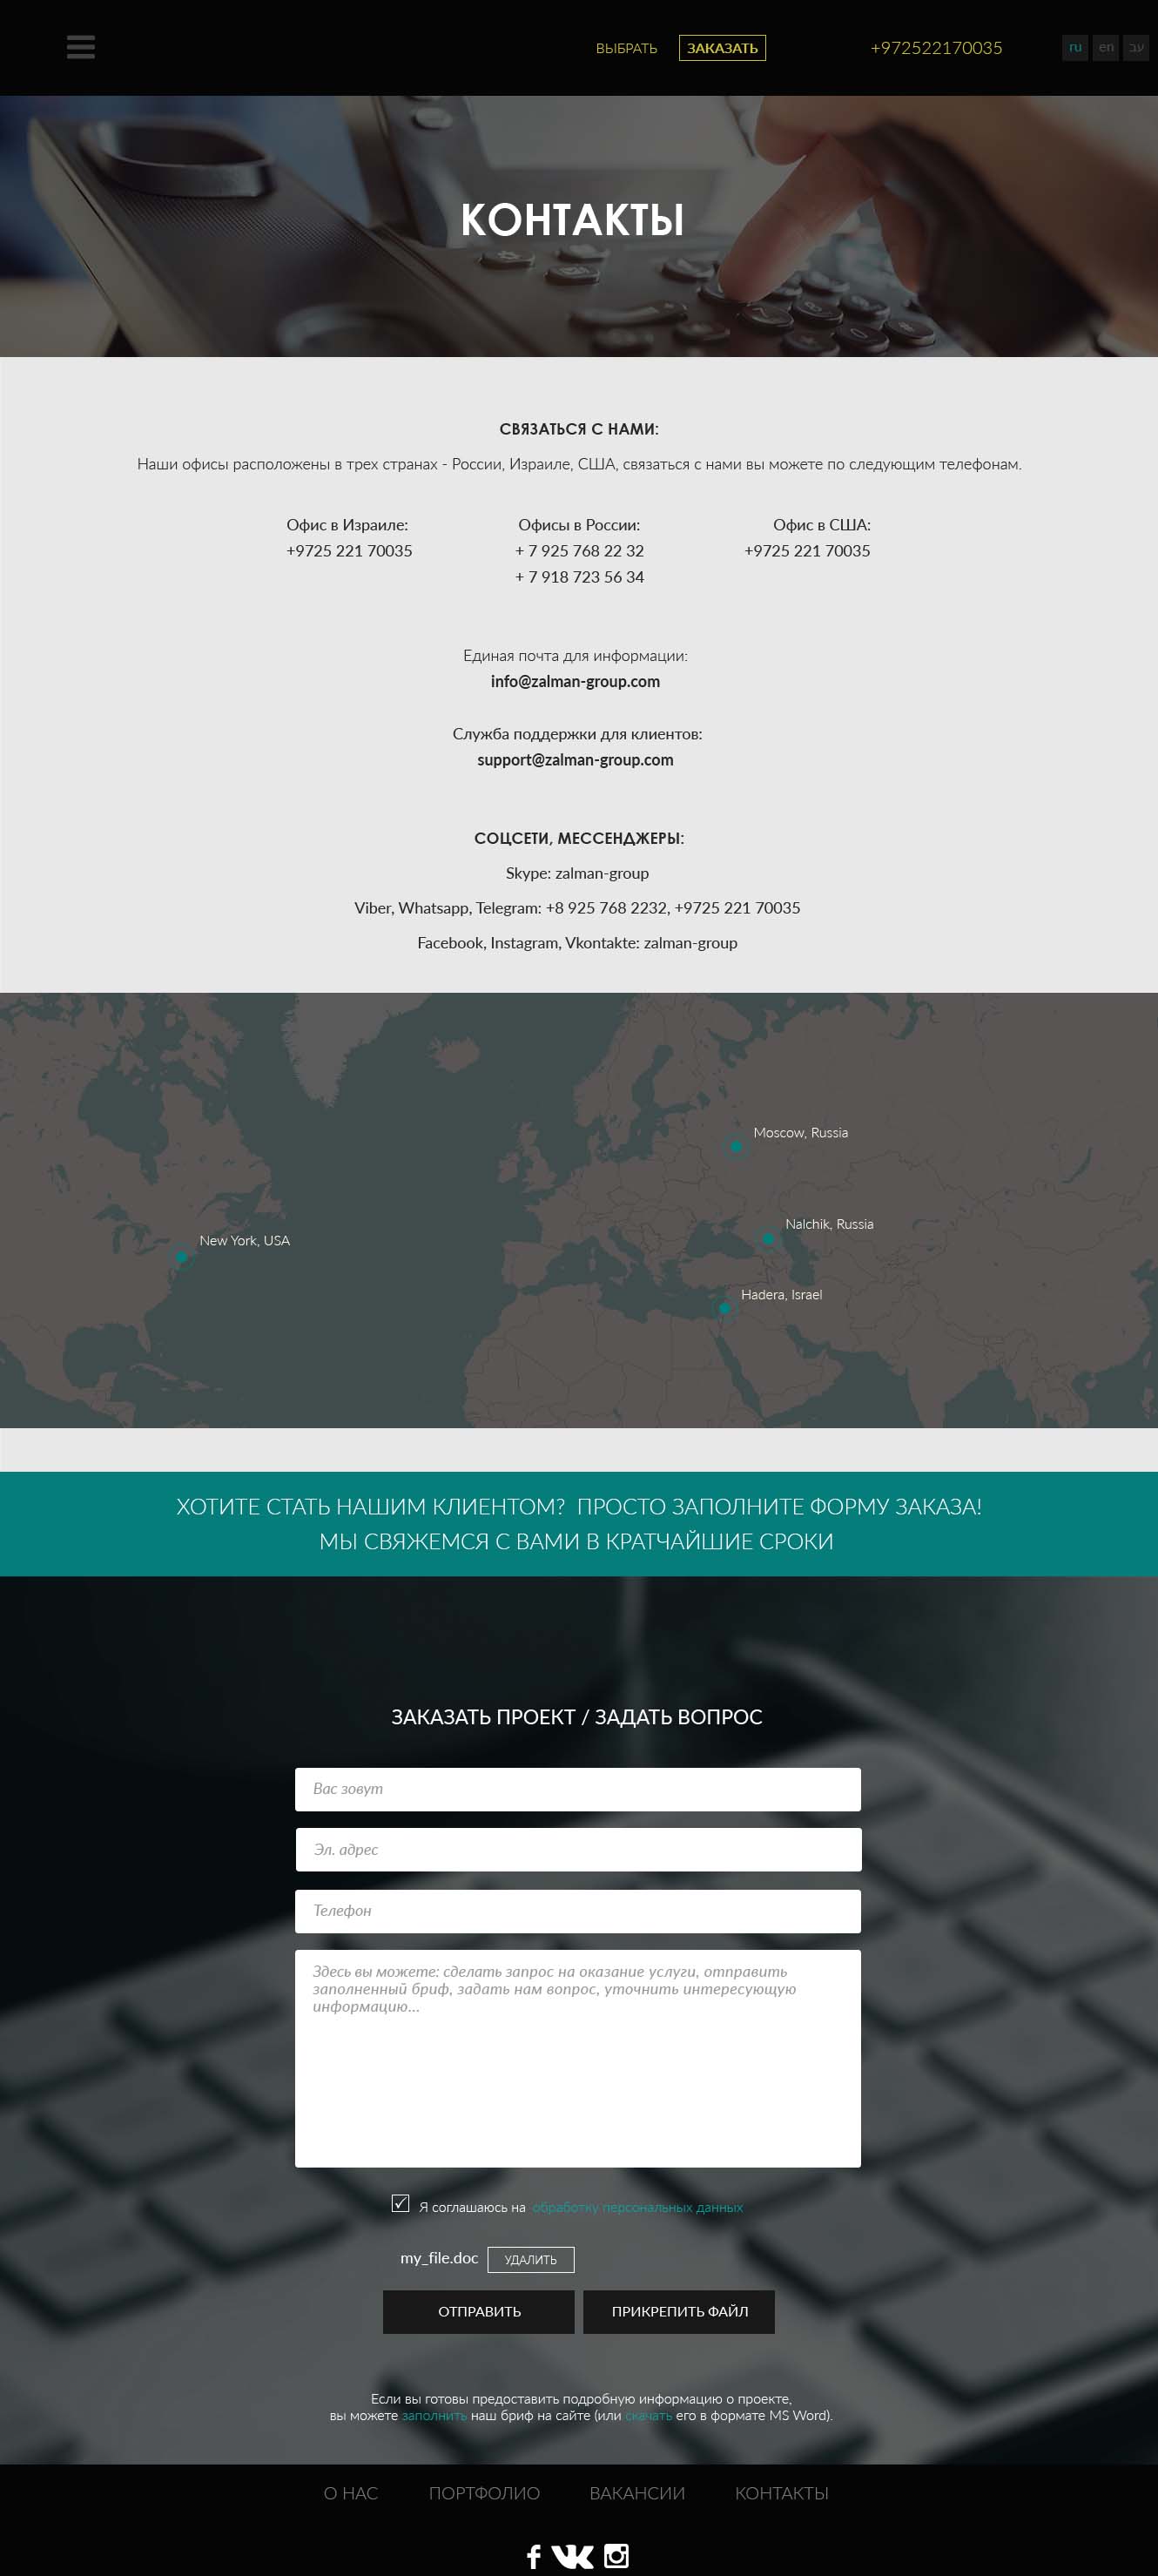 ВЫБРАТЬ ЗАКАЗАТЬ +972522170035 ru en עב
КОНТАКТЫ
СВЯЗАТЬСЯ С НАМИ:
Наши офисы расположены в трех странах - России, Израиле, США, связаться с нами вы можете по следующим телефонам.
Офис в Израиле:
+9725 221 70035
Офисы в России:
+ 7 925 768 22 32
+ 7 918 723 56 34
Офис в США:
+9725 221 70035
Единая почта для информации:
info@zalman-group.com
Служба поддержки для клиентов:
support@zalman-group.com
СОЦСЕТИ, МЕССЕНДЖЕРЫ:
Skype: zalman-group
Viber, Whatsapp, Telegram: +8 925 768 2232, +9725 221 70035
Facebook, Instagram, Vkontakte: zalman-group
Moscow, Russia
Nalchik, Russia
New York, USA
Hadera, Israel
ХОТИТЕ СТАТЬ НАШИМ КЛИЕНТОМ? ПРОСТО ЗАПОЛНИТЕ ФОРМУ ЗАКАЗА!
МЫ СВЯЖЕМСЯ С ВАМИ В КРАТЧАЙШИЕ СРОКИ
ЗАКАЗАТЬ ПРОЕКТ / ЗАДАТЬ ВОПРОС
Вас зовут
Эл. адрес
Телефон
Здесь вы можете: сделать запрос на оказание услуги, отправить
заполненный бриф, задать нам вопрос, уточнить интересующую
информацию...
Я соглашаюсь на обработку персональных данных
my_file.doc УДАЛИТЬ
ОТПРАВИТЬ ПРИКРЕПИТЬ ФАЙЛ
Если вы готовы предоставить подробную информацию о проекте,
вы можете заполнить наш бриф на сайте (или скачать его в формате MS Word).
О НАС ПОРТФОЛИО ВАКАНСИИ КОНТАКТЫ